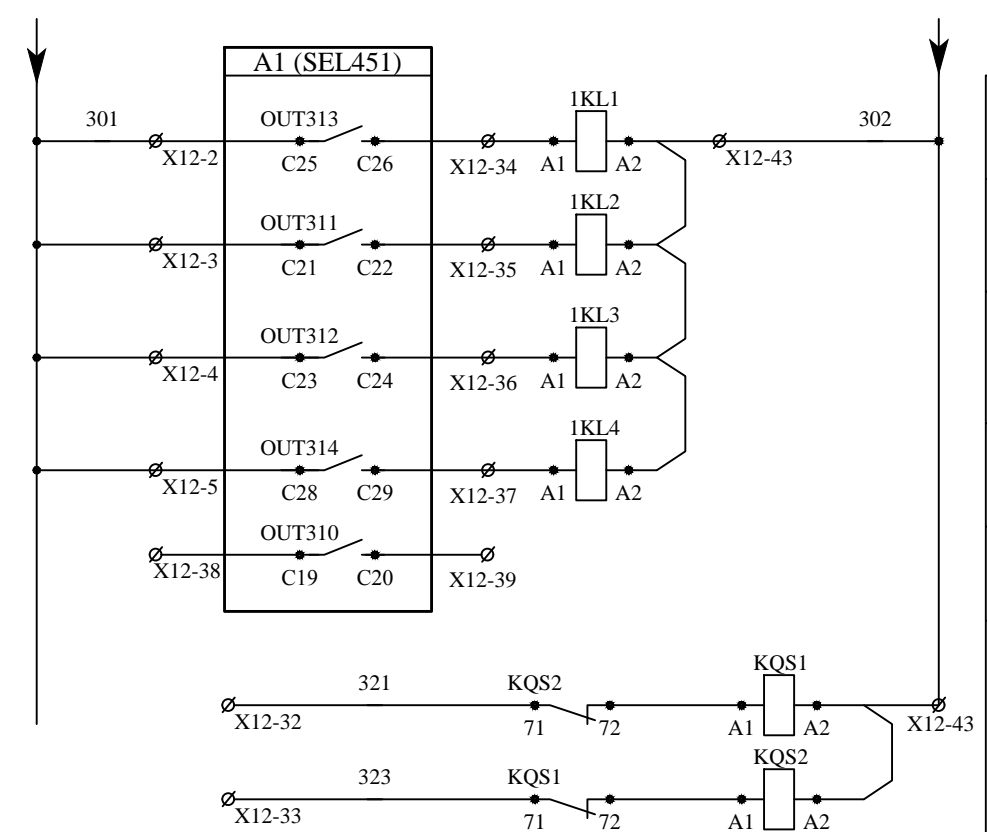 A1 (SEL451)
301 OUT313 1KL1 302
X12-2 C25 C26 X12-34 A1 A2 X12-43
OUT311 1KL2
X12-3 C21 C22 X12-35 A1 A2
OUT312 1KL3
X12-4 C23 C24 X12-36 A1 A2
OUT314 1KL4
X12-5 C28 C29 X12-37 A1 A2
OUT310
X12-38 C19 C20 X12-39
321 KQS2 KQS1
X12-32 71 72 A1 A2 X12-43
323 KQS1 KQS2
X12-33 71 72 A1 A2